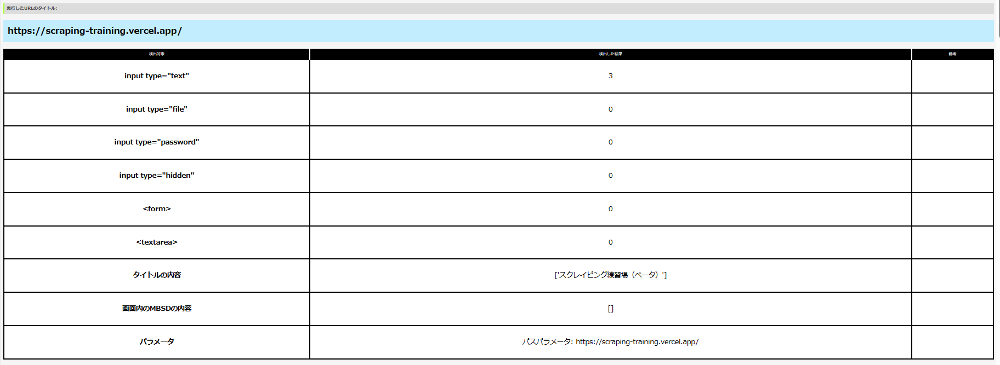 実行したURLのタイトル:
https://scraping-training.vercel.app/
検出対象 検出した結果 備考
input type="text" 3
input type="file" 0
input type="password" 0
input type="hidden" 0
<form> 0
<textarea> 0
タイトルの内容 ['スクレイピング練習場（ベータ）']
画面内のMBSDの内容 []
パラメータ パスパラメータ: https://scraping-training.vercel.app/